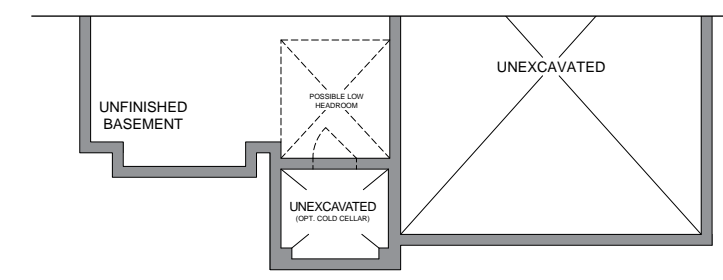 UNEXCAVATED
POSSIBLE LOW
HEADROOM
UNFINISHED
BASEMENT
UNEXCAVATED
(OPT. COLD CELLAR)